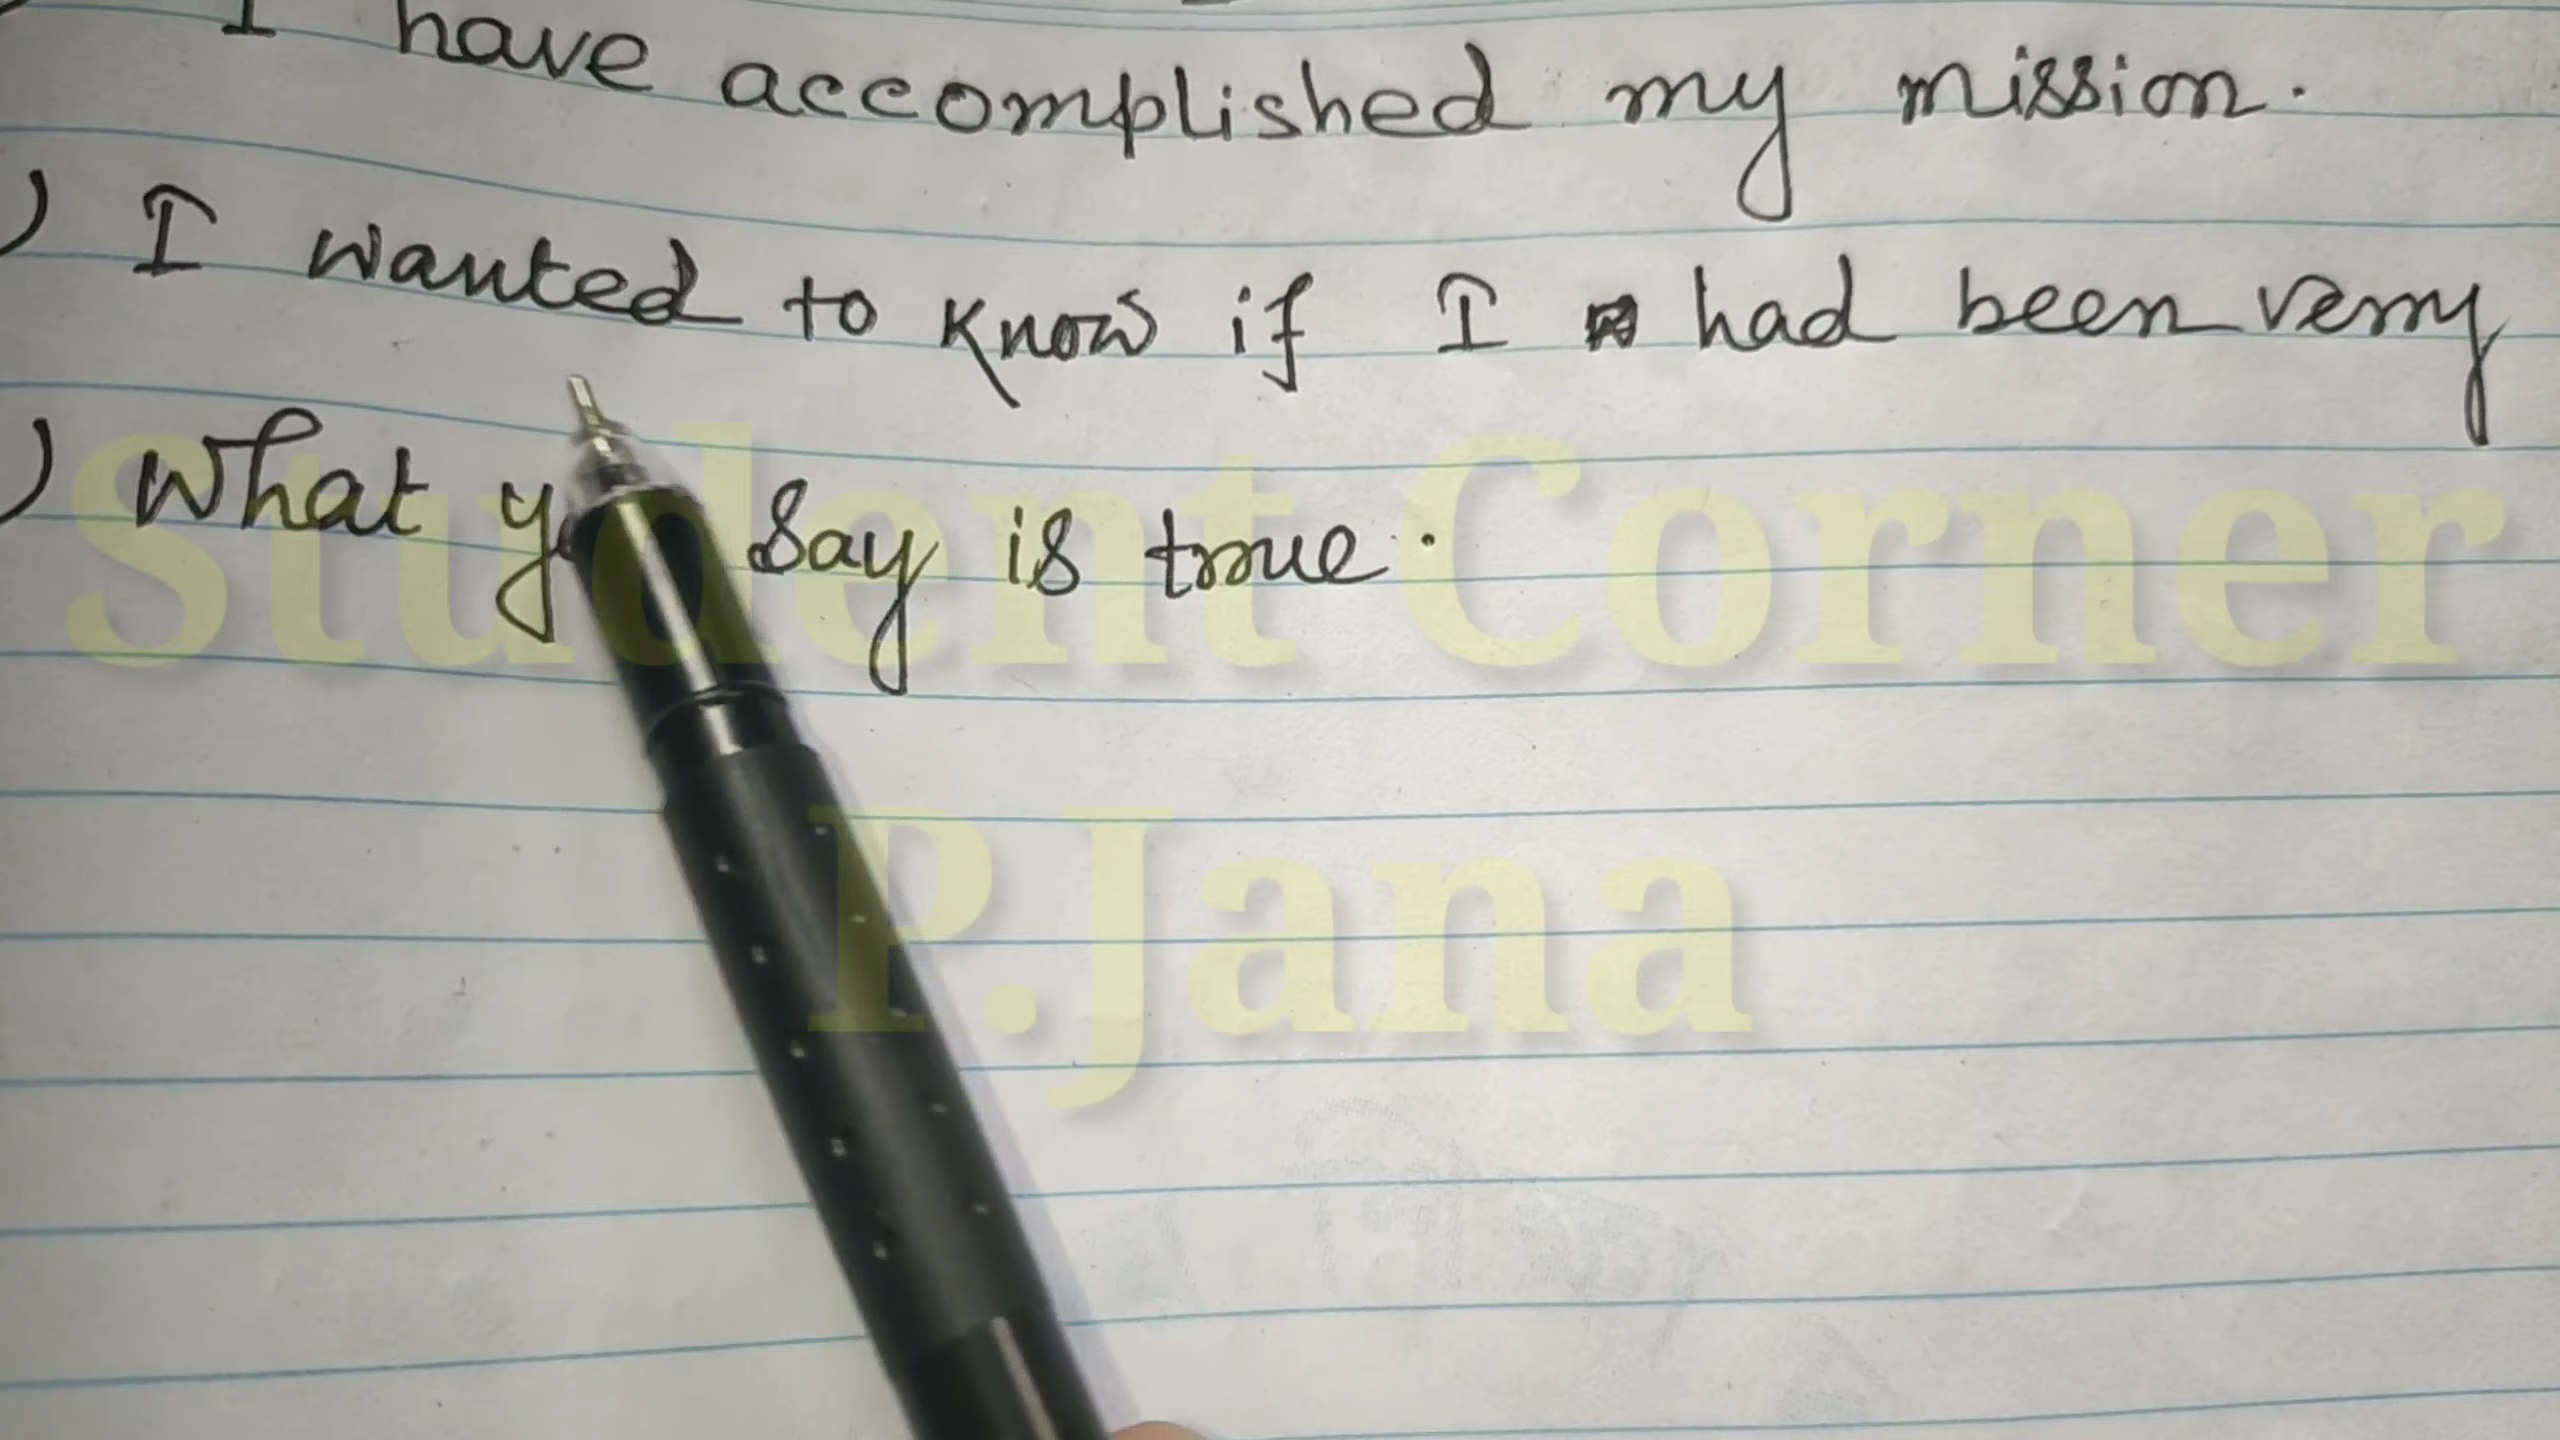 I have accomplished my mission.
) I wanted to know if I had been very
) What say is true.
Student Corner
P.Jana